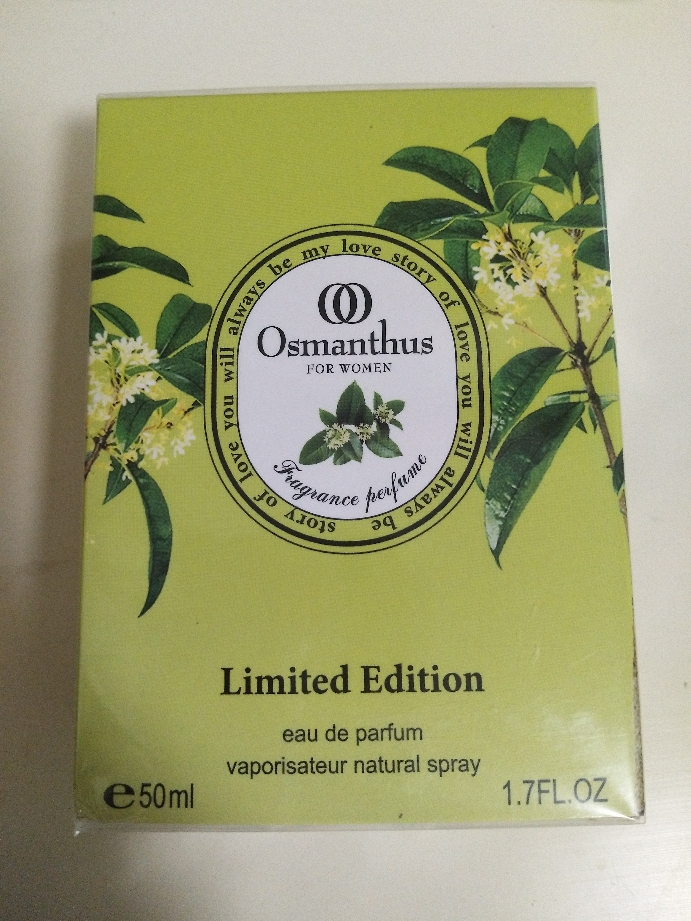 always be my love story of love you will always be
story of love you will
Osmanthus
FOR WOMEN
Fragrance perfume
Limited Edition
eau de parfum
vaporisateur natural spray
e50ml
1.7FL.OZ